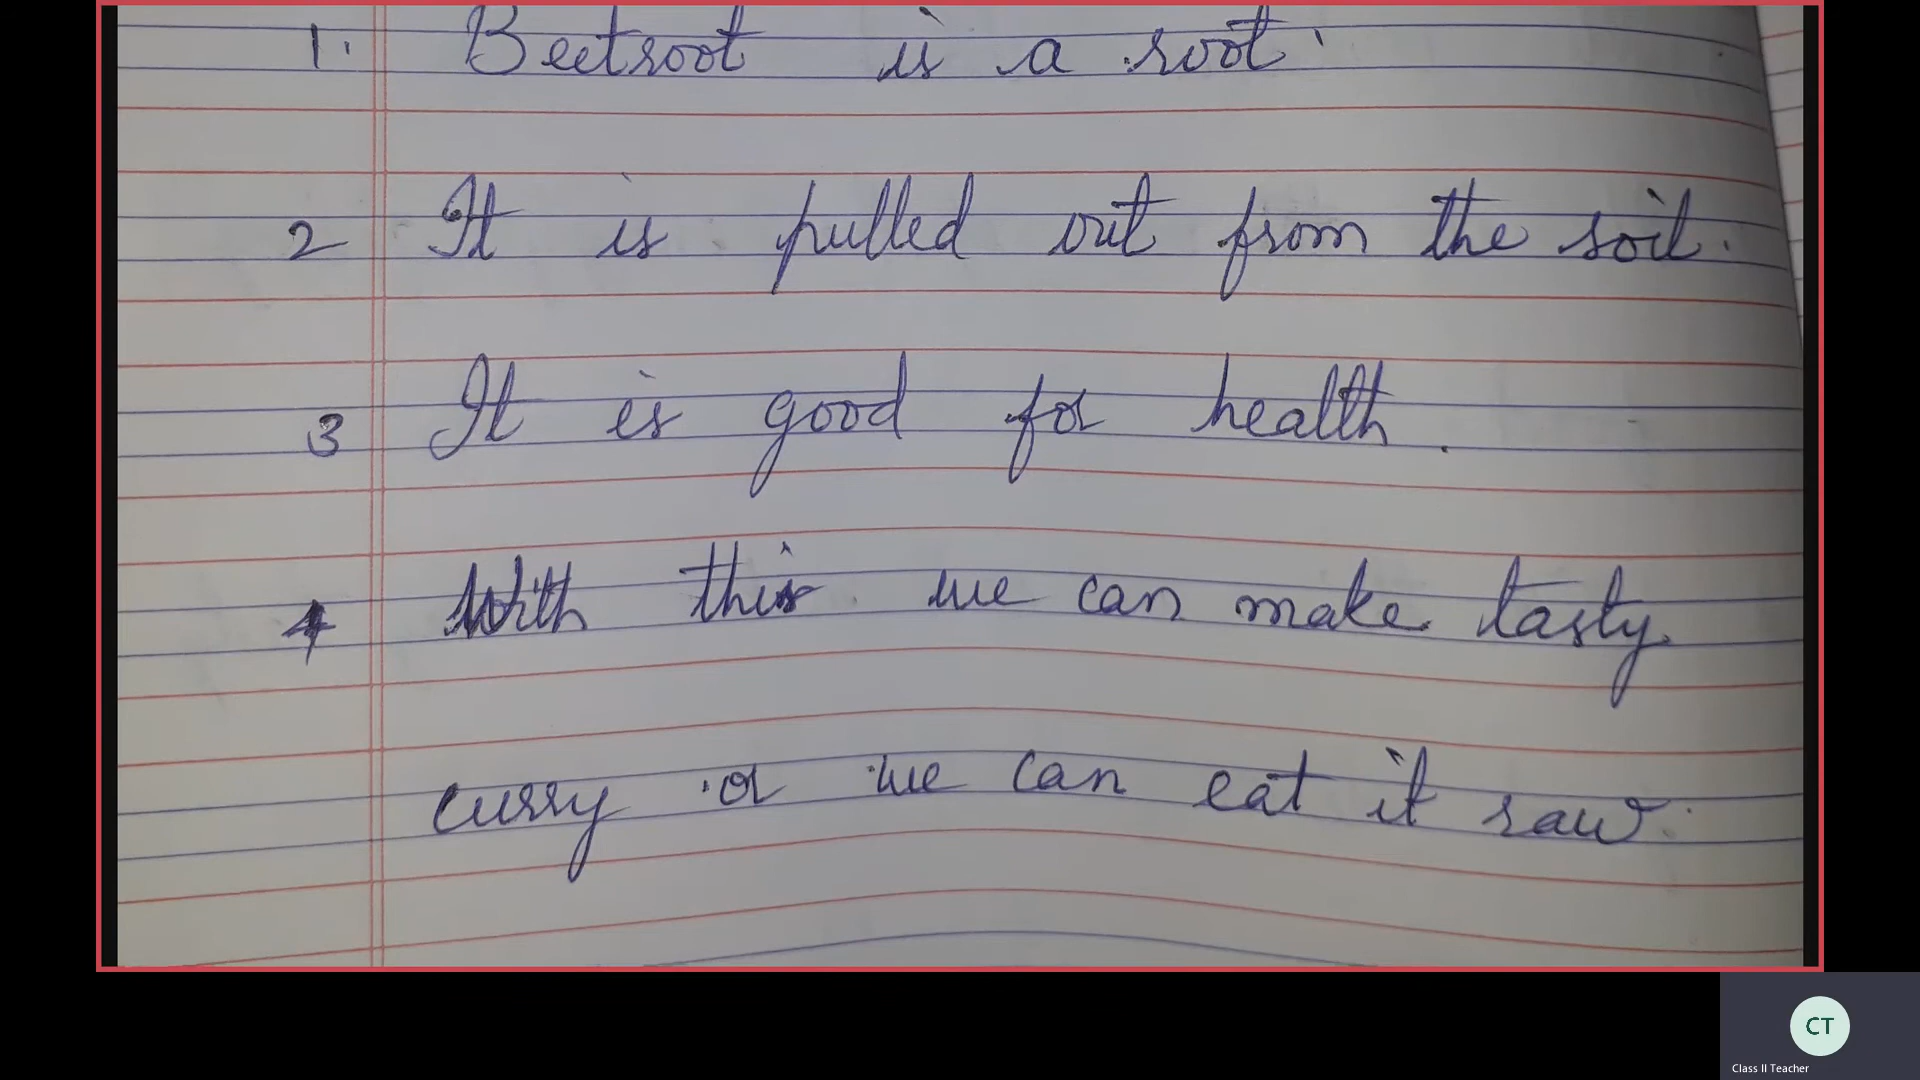 1. Beetroot is a root.
2 It is pulled out from the soil.
3 It is good for health.
4 With this we can make tasty
curry or we can eat it raw.
CT
Class II Teacher